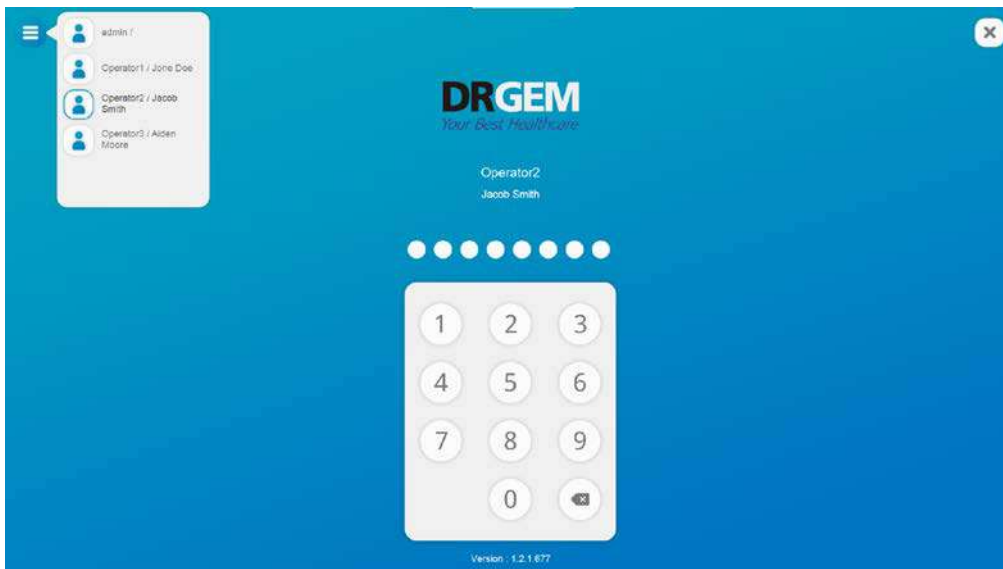 admin /
Operator1 / Jone Doe
Operator2 / Jacob
Smith
Operator3 / Aiden
Moore
DRGEM
Your Best Healthcare
Operator2
Jacob Smith
1 2 3
4 5 6
7 8 9
0
Version : 1.2.1.677